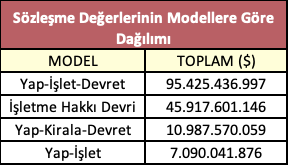 Sözleşme Değerlerinin Modellere Göre
Dağılımı
MODEL TOPLAM ($)
Yap-İşlet-Devret 95.425.436.997
İşletme Hakkı Devri 45.917.601.146
Yap-Kirala-Devret 10.987.570.059
Yap-İşlet 7.090.041.876